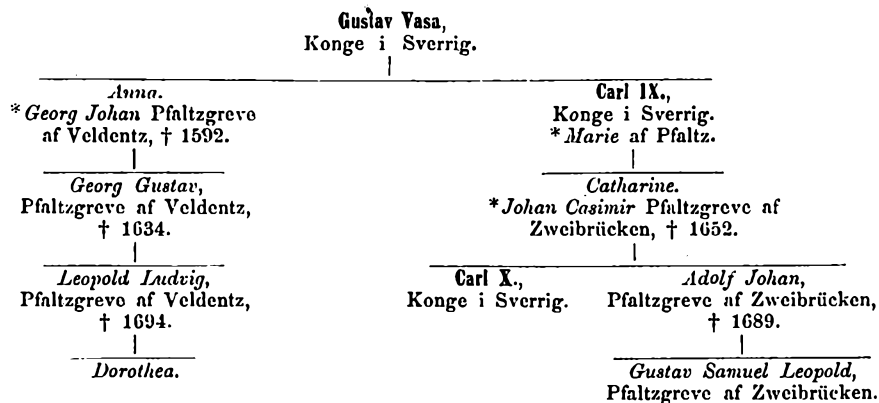 Gustav Vasa,
Konge i Sverrig.
Anna.
* Georg Johan Pfaltzgreve
af Veldentz, † 1592.
Georg Gustav,
Pfaltzgreve af Veldentz,
† 1634.
Leopold Ludvig,
Pfaltzgreve af Veldentz,
† 1694.
Dorothea.
Carl IX.,
Konge i Sverrig.
* Marie af Pfaltz.
Catharine.
* Johan Casimir Pfaltzgreve af
Zweibrücken, † 1652.
Carl X.,
Konge i Sverrig.
Adolf Johan,
Pfaltzgreve af Zweibrücken,
† 1689.
Gustav Samuel Leopold,
Pfaltzgreve af Zweibrücken.